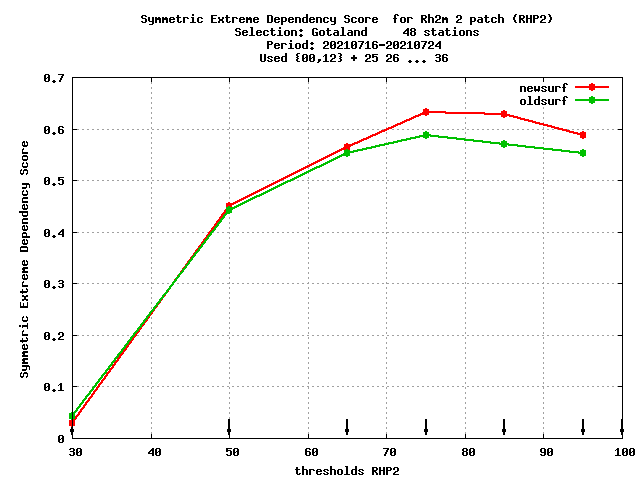 Symmetric Extreme Dependency Score  for Rh2m 2 patch (RHP2)
Selection: Gotaland     48 stations
Period: 20210716-20210724
Used {00,12} + 25 26 ... 36
newsurf
oldsurf
Symmetric Extreme Dependency Score
0.7
0.6
0.5
0.4
0.3
0.2
0.1
0
30 40 50 60 70 80 90 100
thresholds RHP2